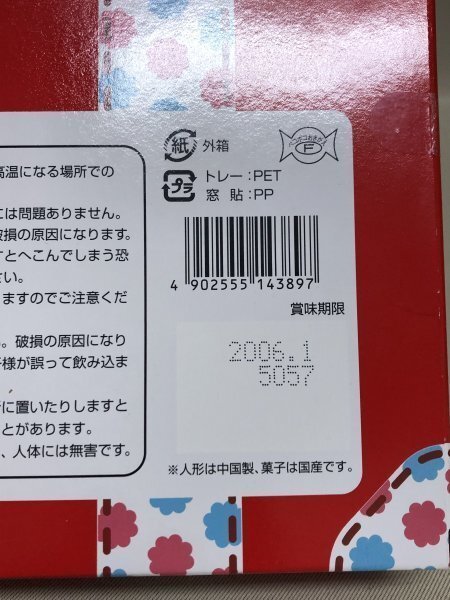 高温になる場所での
には問題ありません。
破損の原因になります。
すとへこんでしまう恐
さい。
ますのでご注意くだ
。破損の原因になり
子様が誤って飲み込ま
に置いたりしますと
ことがあります。
、人体には無害です。
紙 外箱
プラ トレー：PET
窓 貼：PP
F
4 902555 143897
賞味期限
2006.1
5057
※人形は中国製、菓子は国産です。